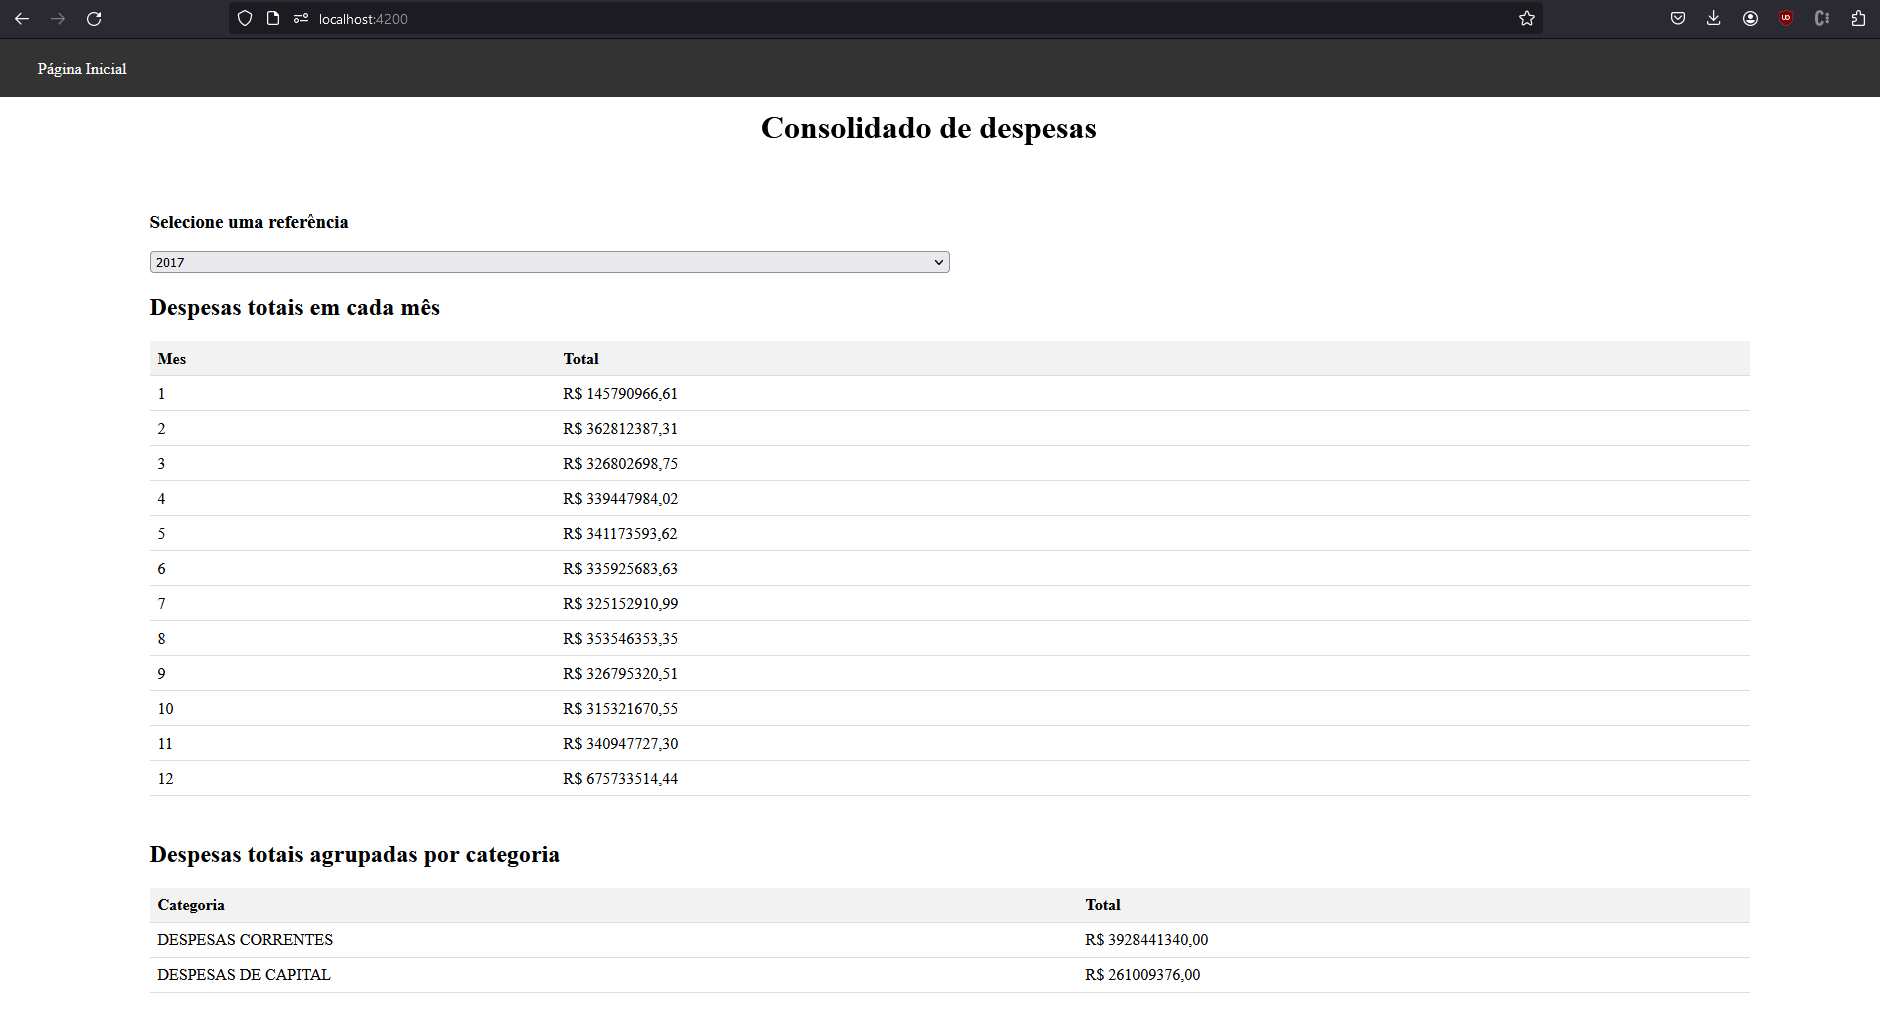 localhost:4200
Página Inicial
Consolidado de despesas
Selecione uma referência
2017
Despesas totais em cada mês
Mes Total
1 R$ 145790966,61
2 R$ 362812387,31
3 R$ 326802698,75
4 R$ 339447984,02
5 R$ 341173593,62
6 R$ 335925683,63
7 R$ 325152910,99
8 R$ 353546353,35
9 R$ 326795320,51
10 R$ 315321670,55
11 R$ 340947727,30
12 R$ 675733514,44
Despesas totais agrupadas por categoria
Categoria Total
DESPESAS CORRENTES R$ 3928441340,00
DESPESAS DE CAPITAL R$ 261009376,00